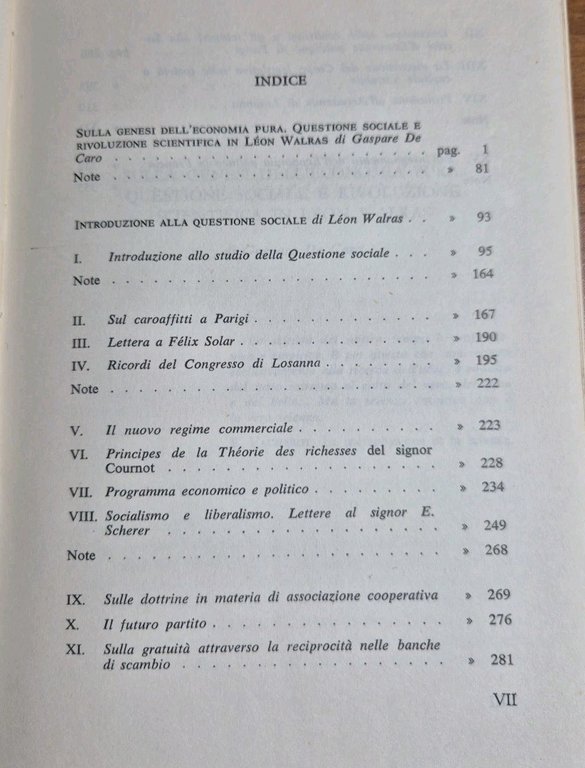 INDICE
SULLA GENESI DELL'ECONOMIA PURA. QUESTIONE SOCIALE E
RIVOLUZIONE SCIENTIFICA IN LÉON WALRAS di Gaspare De
Caro . . . . . . . . . . . . . . . . . . pag. 1
Note . . . . . . . . . . . . . . . . . . » 81
INTRODUZIONE ALLA QUESTIONE SOCIALE di Léon Walras . . » 93
I. Introduzione allo studio della Questione sociale . . . » 95
Note . . . . . . . . . . . . . . . . . . » 164
II. Sul caroaffitti a Parigi . . . . . . . . . . . » 167
III. Lettera a Félix Solar . . . . . . . . . . . . » 190
IV. Ricordi del Congresso di Losanna . . . . . . . » 195
Note . . . . . . . . . . . . . . . . . . » 222
V. Il nuovo regime commerciale . . . . . . . . . » 223
VI. Principes de la Théorie des richesses del signor
Cournot . . . . . . . . . . . . . . . . » 228
VII. Programma economico e politico . . . . . . . . » 234
VIII. Socialismo e liberalismo. Lettere al signor E.
Scherer . . . . . . . . . . . . . . . . » 249
Note . . . . . . . . . . . . . . . . . . » 268
IX. Sulle dottrine in materia di associazione cooperativa » 269
X. Il futuro partito . . . . . . . . . . . . . . » 276
XI. Sulla gratuità attraverso la reciprocità nelle banche
di scambio . . . . . . . . . . . . . . . » 281
VII